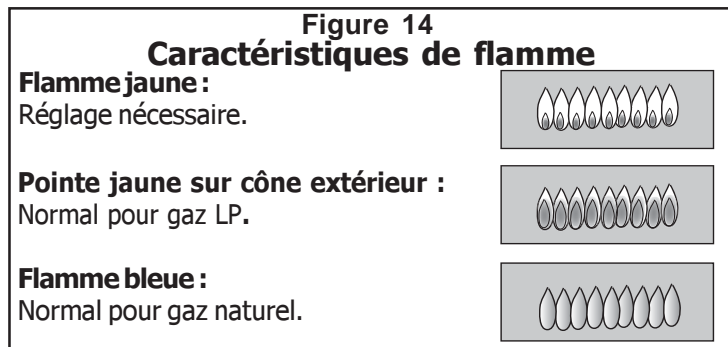 Figure 14
Caractéristiques de flamme
Flamme jaune :
Réglage nécessaire.
Pointe jaune sur cône extérieur :
Normal pour gaz LP.
Flamme bleue :
Normal pour gaz naturel.